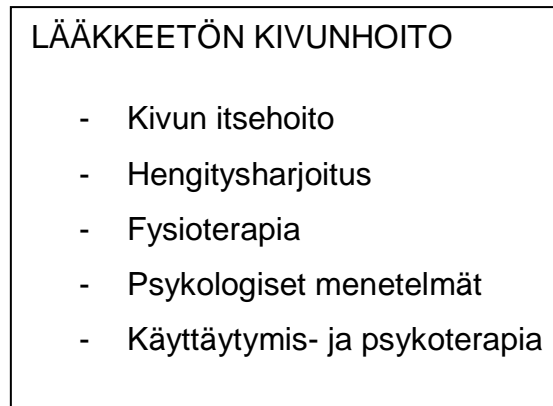 LÄÄKKEETÖN KIVUNHOITO
- Kivun itsehoito
- Hengitysharjoitus
- Fysioterapia
- Psykologiset menetelmät
- Käyttäytymis- ja psykoterapia